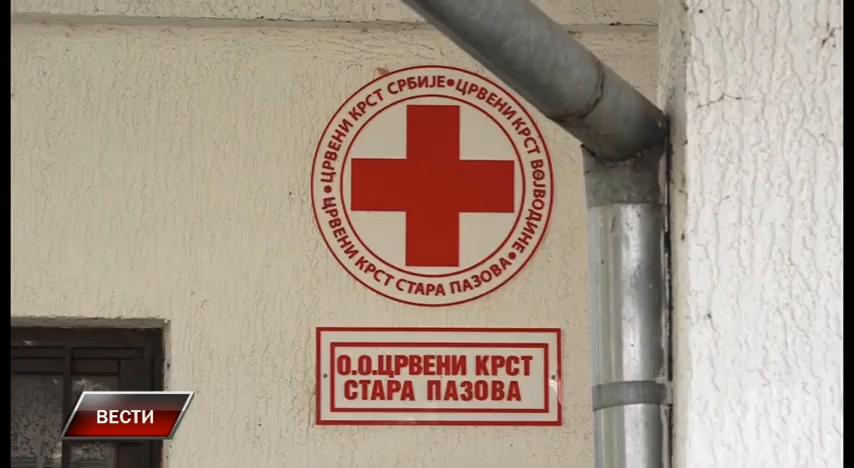 ЦРВЕНИ КРСТ СРБИЈЕ•ЦРВЕНИ КРСТ ВОЈВОДИНЕ•ЦРВЕНИ КРСТ СТАРА ПАЗОВА•
О.О.ЦРВЕНИ КРСТ
СТАРА ПАЗОВА
ВЕСТИ